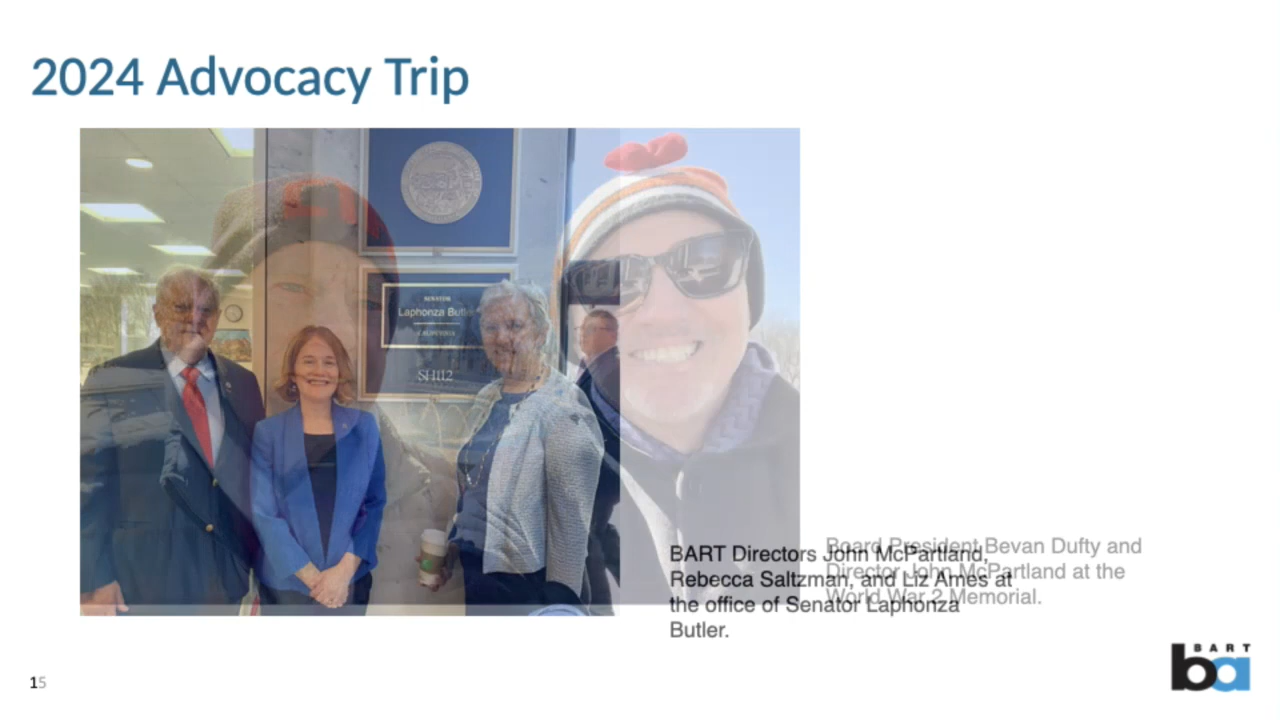 2024 Advocacy Trip
SENATOR
Laphonza Butler
CALIFORNIA
SH112
BART Directors John McPartland,
Rebecca Saltzman, and Liz Ames at
the office of Senator Laphonza
Butler.
Board President Bevan Dufty and
Director John McPartland at the
World War 2 Memorial.
15
BART
ba